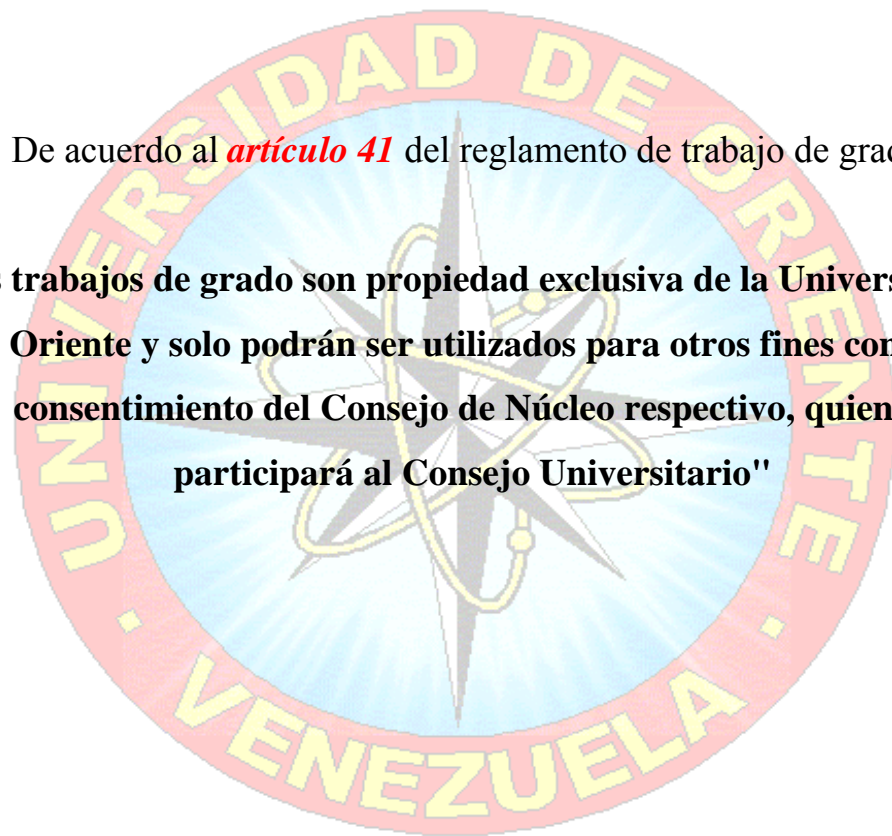 UNIVERSIDAD DE ORIENTE
De acuerdo al artículo 41 del reglamento de trabajo de grad
s trabajos de grado son propiedad exclusiva de la Univers
Oriente y solo podrán ser utilizados para otros fines con
consentimiento del Consejo de Núcleo respectivo, quien
participará al Consejo Universitario"
VENEZUELA